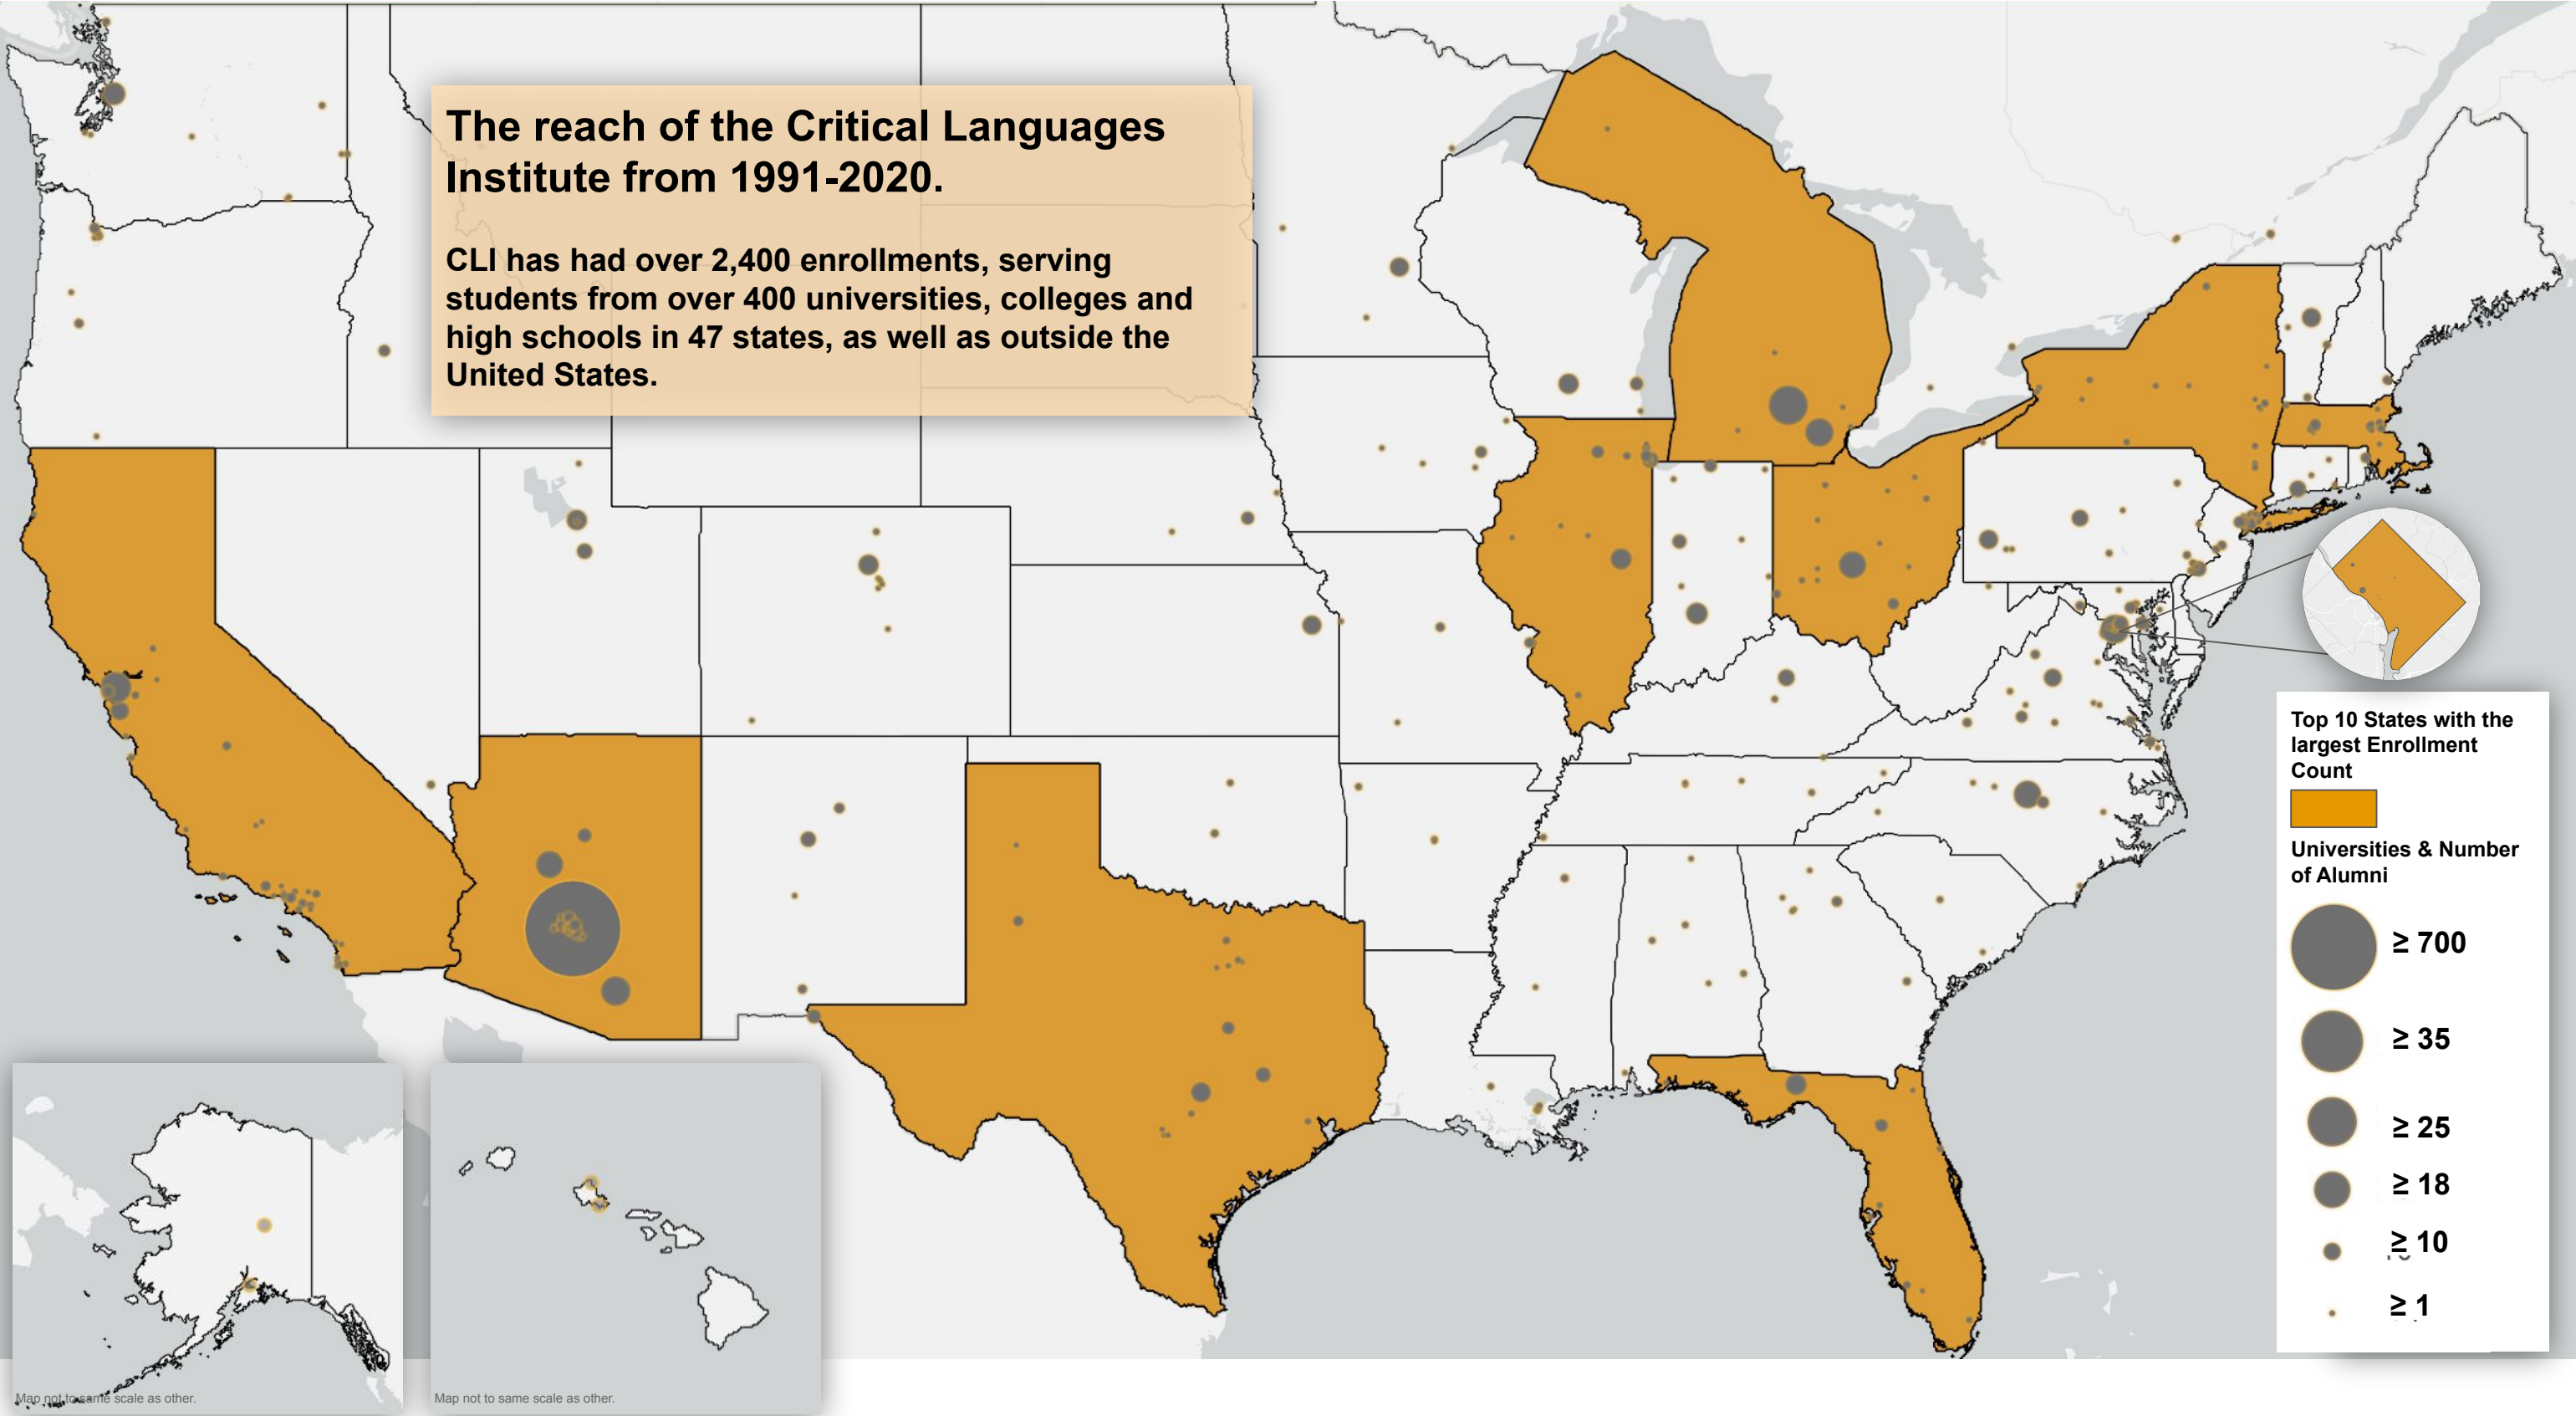 The reach of the Critical Languages
Institute from 1991-2020.
CLI has had over 2,400 enrollments, serving
students from over 400 universities, colleges and
high schools in 47 states, as well as outside the
United States.
Top 10 States with the
largest Enrollment
Count
Universities & Number
of Alumni
≥ 700
≥ 35
≥ 25
≥ 18
≥ 10
≥ 1
Map not to same scale as other.
Map not to same scale as other.